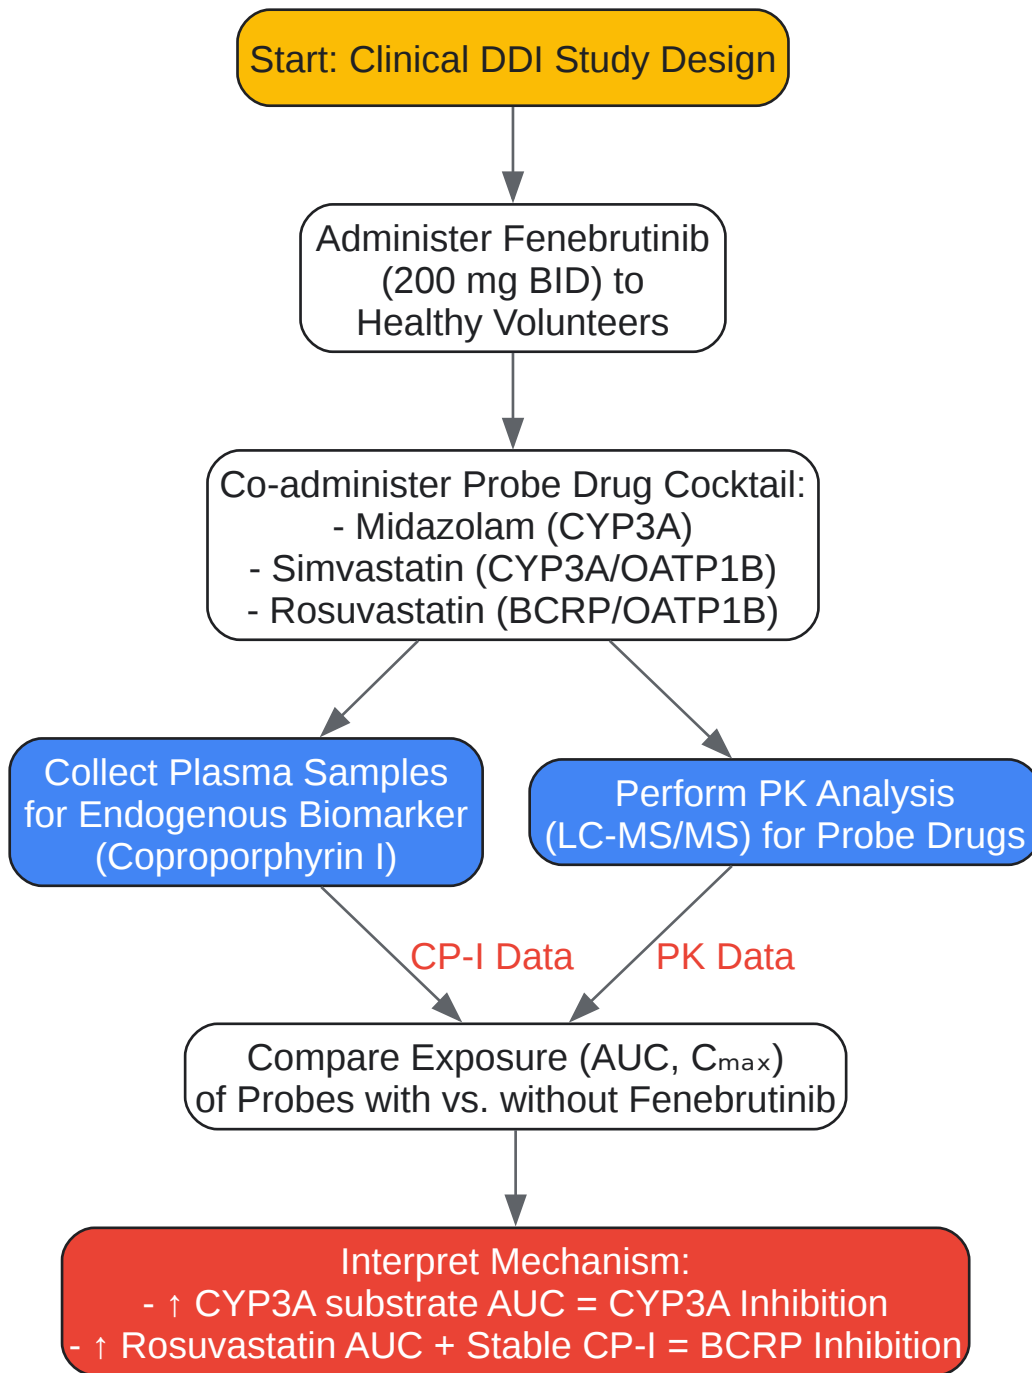 Start: Clinical DDI Study Design
Administer Fenebrutinib
(200 mg BID) to
Healthy Volunteers
Co-administer Probe Drug Cocktail:
- Midazolam (CYP3A)
- Simvastatin (CYP3A/OATP1B)
- Rosuvastatin (BCRP/OATP1B)
Collect Plasma Samples
for Endogenous Biomarker
(Coproporphyrin I)
Perform PK Analysis
(LC-MS/MS) for Probe Drugs
CP-I Data
PK Data
Compare Exposure (AUC, Cₘₐₓ)
of Probes with vs. without Fenebrutinib
Interpret Mechanism:
- ↑ CYP3A substrate AUC = CYP3A Inhibition
- ↑ Rosuvastatin AUC + Stable CP-I = BCRP Inhibition